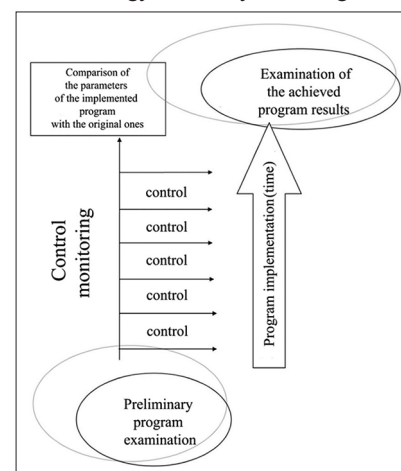 Comparison of
the parameters
of the implemented
program
with the original ones
Examination of
the achieved
program results
control
control
control
control
control
Control
monitoring
Program implementation(time)
Preliminary
program
examination